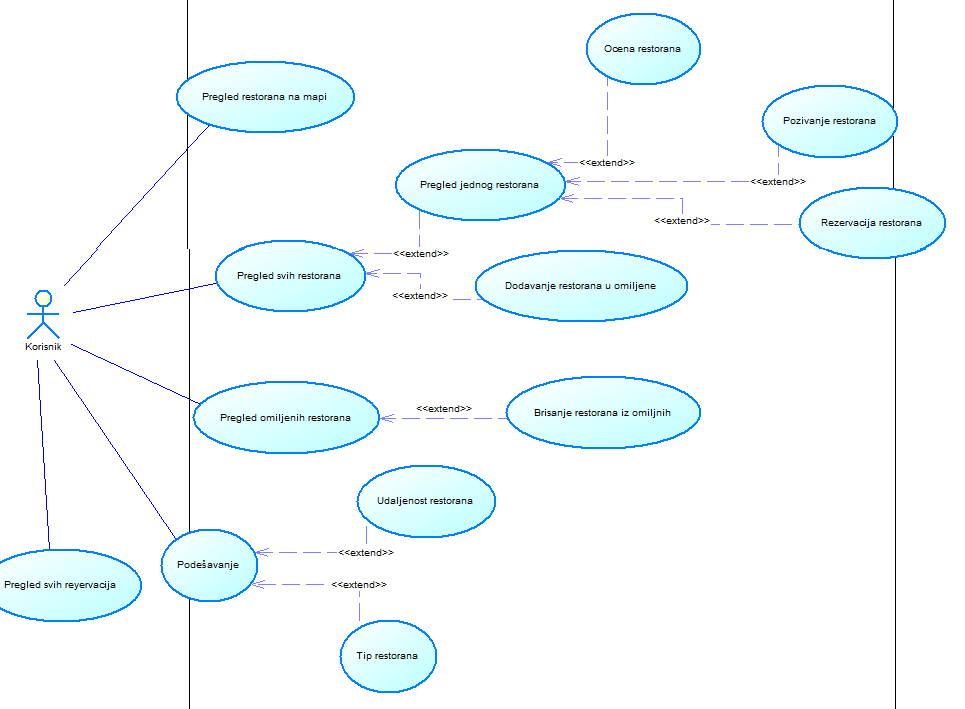 Ocena restorana
Pregled restorana na mapi
Pozivanje restorana
<<extend>>
<<extend>>
Pregled jednog restorana
<<extend>>
Rezervacija restorana
<<extend>>
Pregled svih restorana
Dodavanje restorana u omiljene
<<extend>>
Korisnik
<<extend>>
Brisanje restorana iz omiljnih
Pregled omiljenih restorana
Udaljenost restorana
<<extend>>
Podešavanje
Pregled svih reyervacija
<<extend>>
Tip restorana